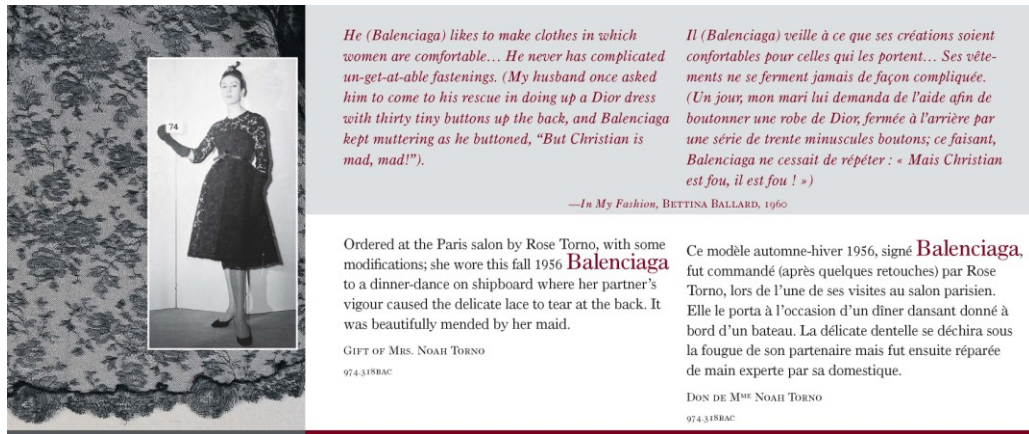 74
He (Balenciaga) likes to make clothes in which
women are comfortable… He never has complicated
un-get-at-able fastenings. (My husband once asked
him to come to his rescue in doing up a Dior dress
with thirty tiny buttons up the back, and Balenciaga
kept muttering as he buttoned, “But Christian is
mad, mad!”).
Il (Balenciaga) veille à ce que ses créations soient
confortables pour celles qui les portent… Ses vête-
ments ne se ferment jamais de façon compliquée.
(Un jour, mon mari lui demanda de l’aide afin de
boutonner une robe de Dior, fermée à l’arrière par
une série de trente minuscules boutons; ce faisant,
Balenciaga ne cessait de répéter : « Mais Christian
est fou, il est fou ! »)
—In My Fashion, BETTINA BALLARD, 1960
Ordered at the Paris salon by Rose Torno, with some
modifications; she wore this fall 1956 Balenciaga
to a dinner-dance on shipboard where her partner’s
vigour caused the delicate lace to tear at the back. It
was beautifully mended by her maid.
GIFT OF MRS. NOAH TORNO
974.318BAC
Ce modèle automne-hiver 1956, signé Balenciaga,
fut commandé (après quelques retouches) par Rose
Torno, lors de l’une de ses visites au salon parisien.
Elle le porta à l’occasion d’un dîner dansant donné à
bord d’un bateau. La délicate dentelle se déchira sous
la fougue de son partenaire mais fut ensuite réparée
de main experte par sa domestique.
DON DE MME NOAH TORNO
974.318BAC